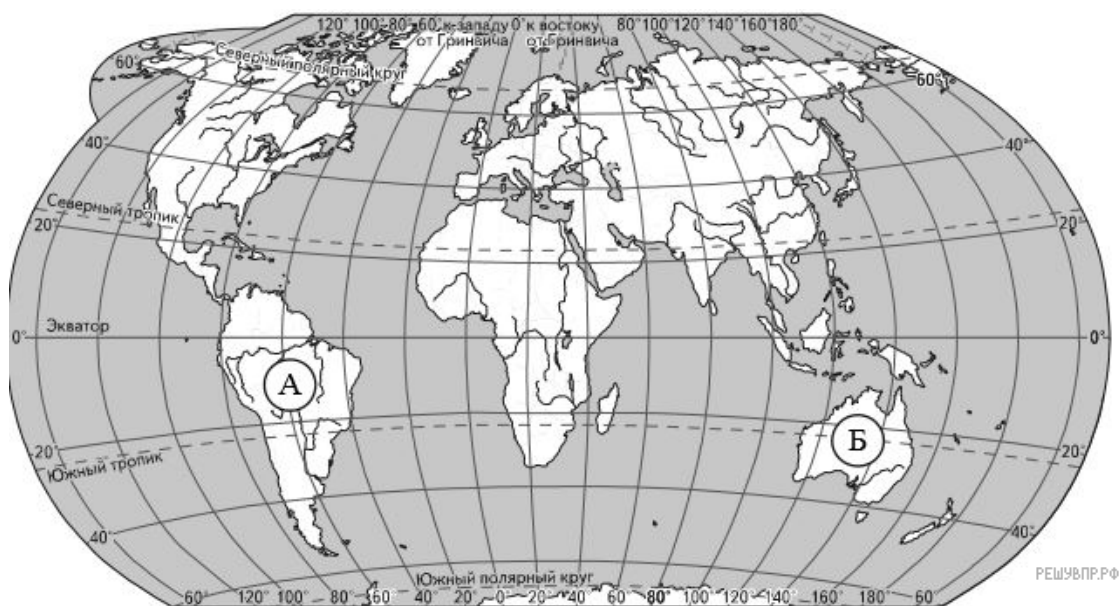 120° 100° 80° 60° к западу 0° к востоку 80° 100° 120° 140° 160° 180°
от Гринвича от Гринвича
60° Северный полярный круг 60°
40° 40°
Северный тропик
20° 20°
Экватор
0° 0°
А
Б
20° 20°
Южный тропик
40° 40°
РЕШУВПР.РФ
Южный полярный круг
60° 120° 100° 80° 60° 40° 20° 0° 20° 40° 60° 80° 100° 120° 140° 160° 180° 60°